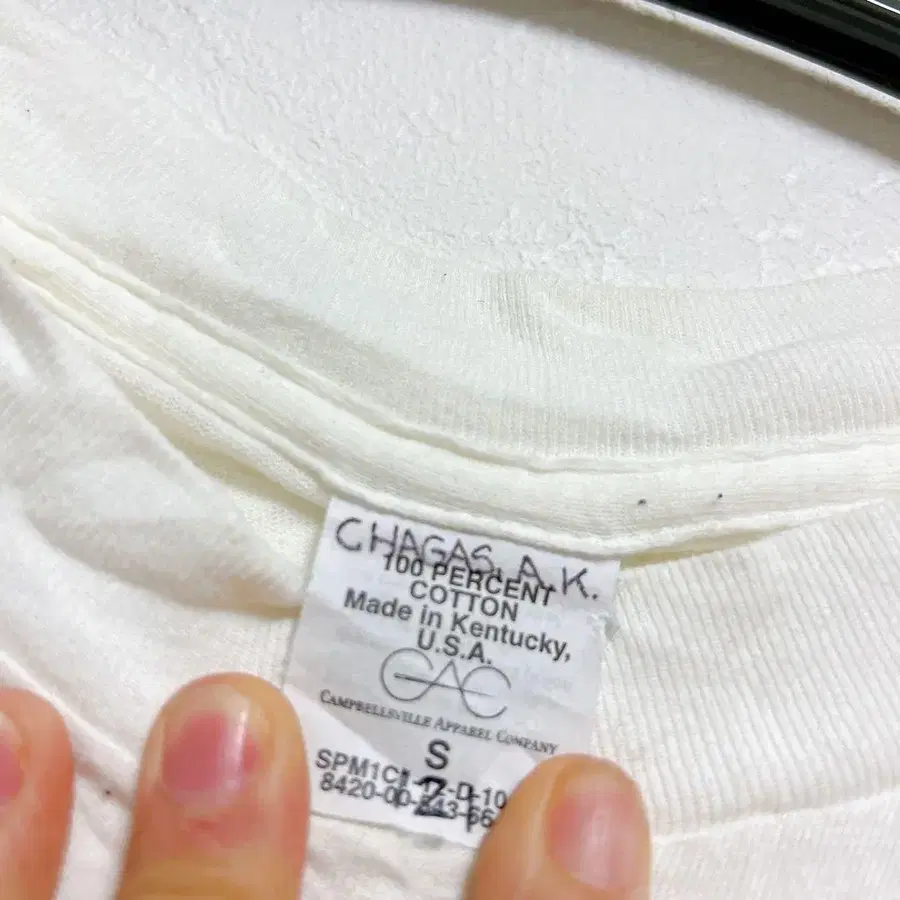 CHAGAS, A.K.
100 PERCENT
COTTON
Made in Kentucky,
U.S.A.
CAC
CAMPBELLSVILLE APPAREL COMPANY
S